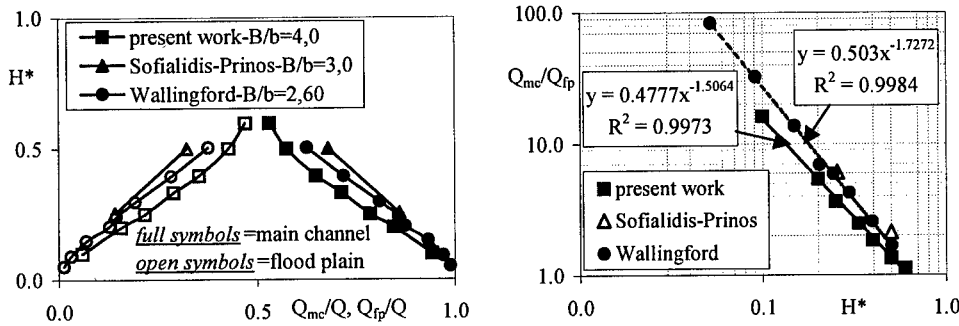 1.0
H*
0.5
0.0
present work-B/b=4,0
Sofialidis-Prinos-B/b=3,0
Wallingford-B/b=2,60
full symbols=main channel
open symbols=flood plain
0.0
0.5
1.0
Qmc/Q, Qfp/Q
100.0
Qmc/Qfp
10.0
1.0
y = 0.4777x^-1.5064
R² = 0.9973
y = 0.503x^-1.7272
R² = 0.9984
present work
Sofialidis-Prinos
Wallingford
0.1
H*
1.0